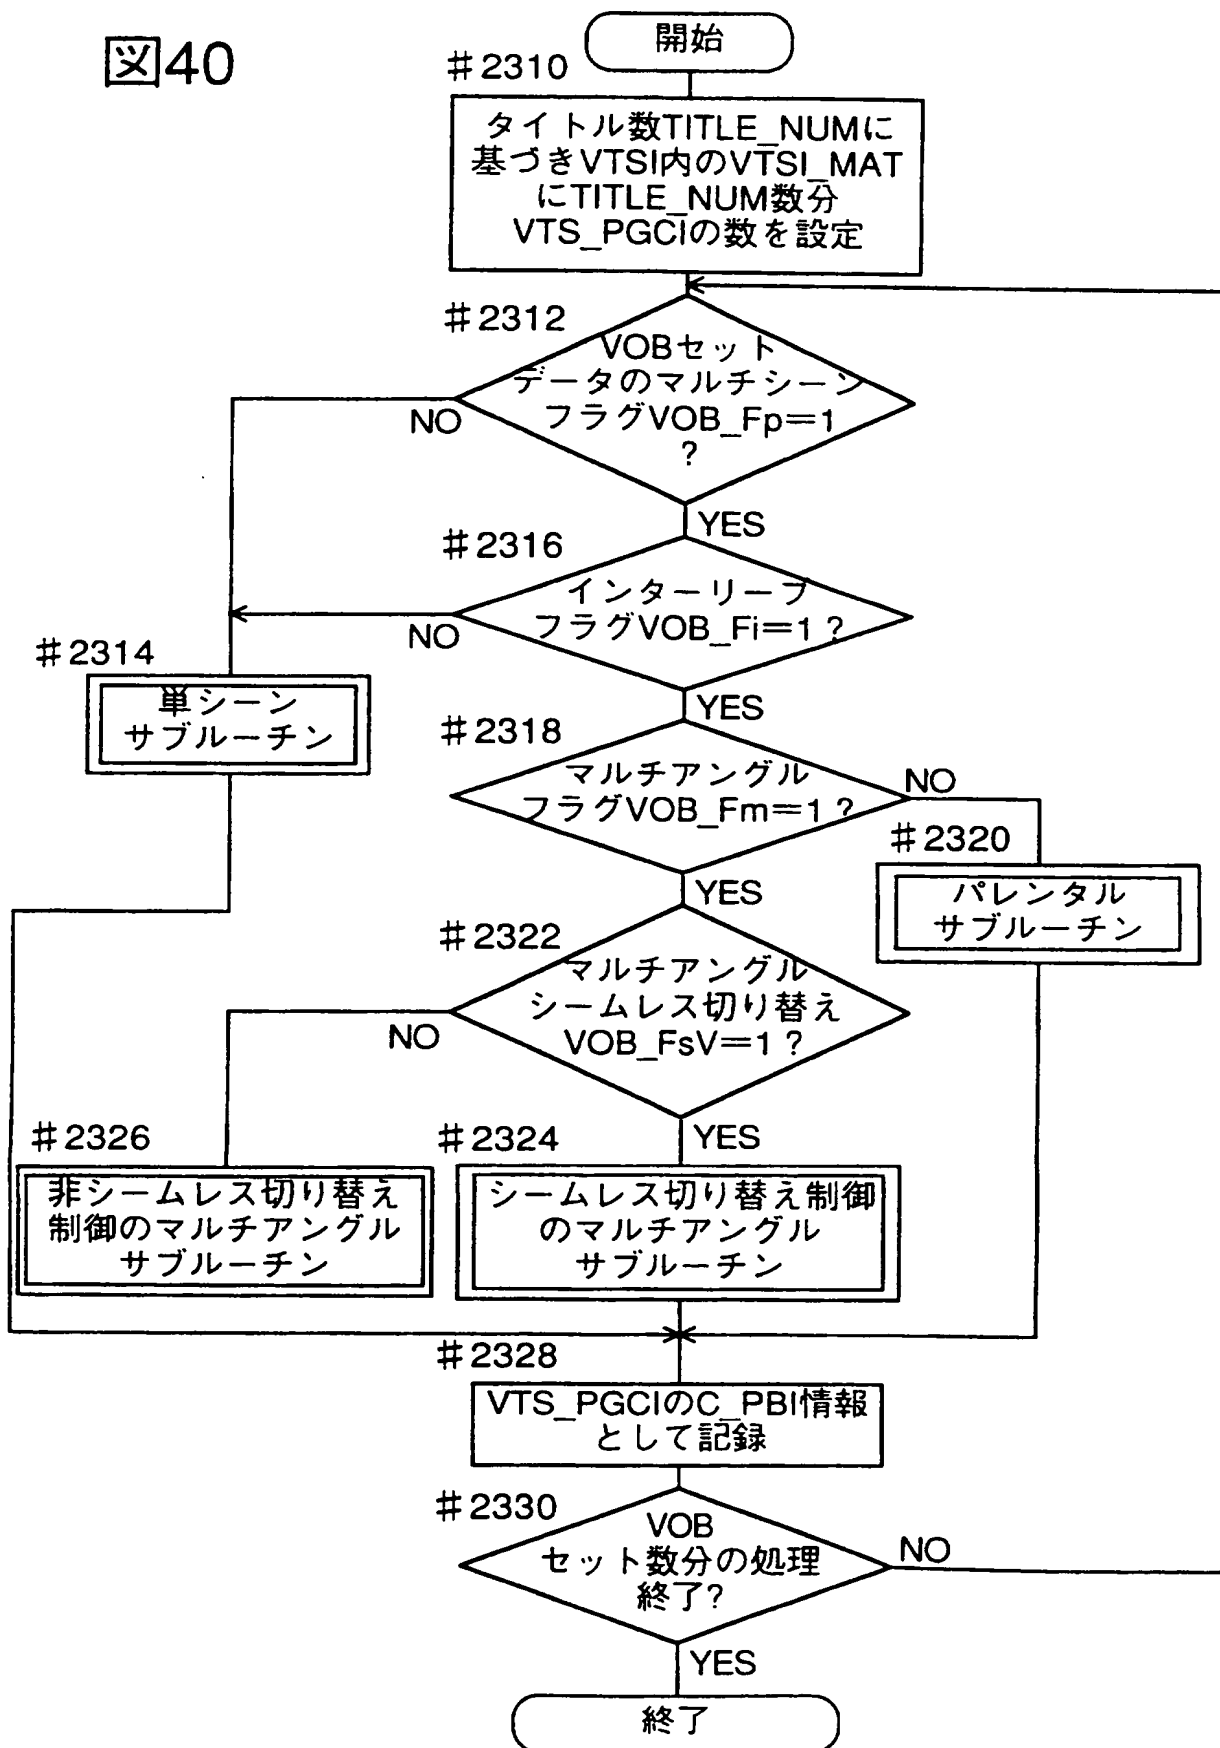 図40
開始
#2310
タイトル数TITLE_NUMに
基づきVTSI内のVTSI_MAT
にTITLE_NUM数分
VTS_PGCIの数を設定
#2312
VOBセット
データのマルチシーン
フラグVOB_Fp=1
?
NO
YES
#2316
インターリーブ
フラグVOB_Fi=1?
NO
YES
#2314
単シーン
サブルーチン
#2318
マルチアングル
フラグVOB_Fm=1?
NO
YES
#2320
パレンタル
サブルーチン
#2322
マルチアングル
シームレス切り替え
VOB_FsV=1?
NO
YES
#2326
非シームレス切り替え
制御のマルチアングル
サブルーチン
#2324
シームレス切り替え制御
のマルチアングル
サブルーチン
#2328
VTS_PGCIのC_PBI情報
として記録
#2330
VOB
セット数分の処理
終了?
NO
YES
終了